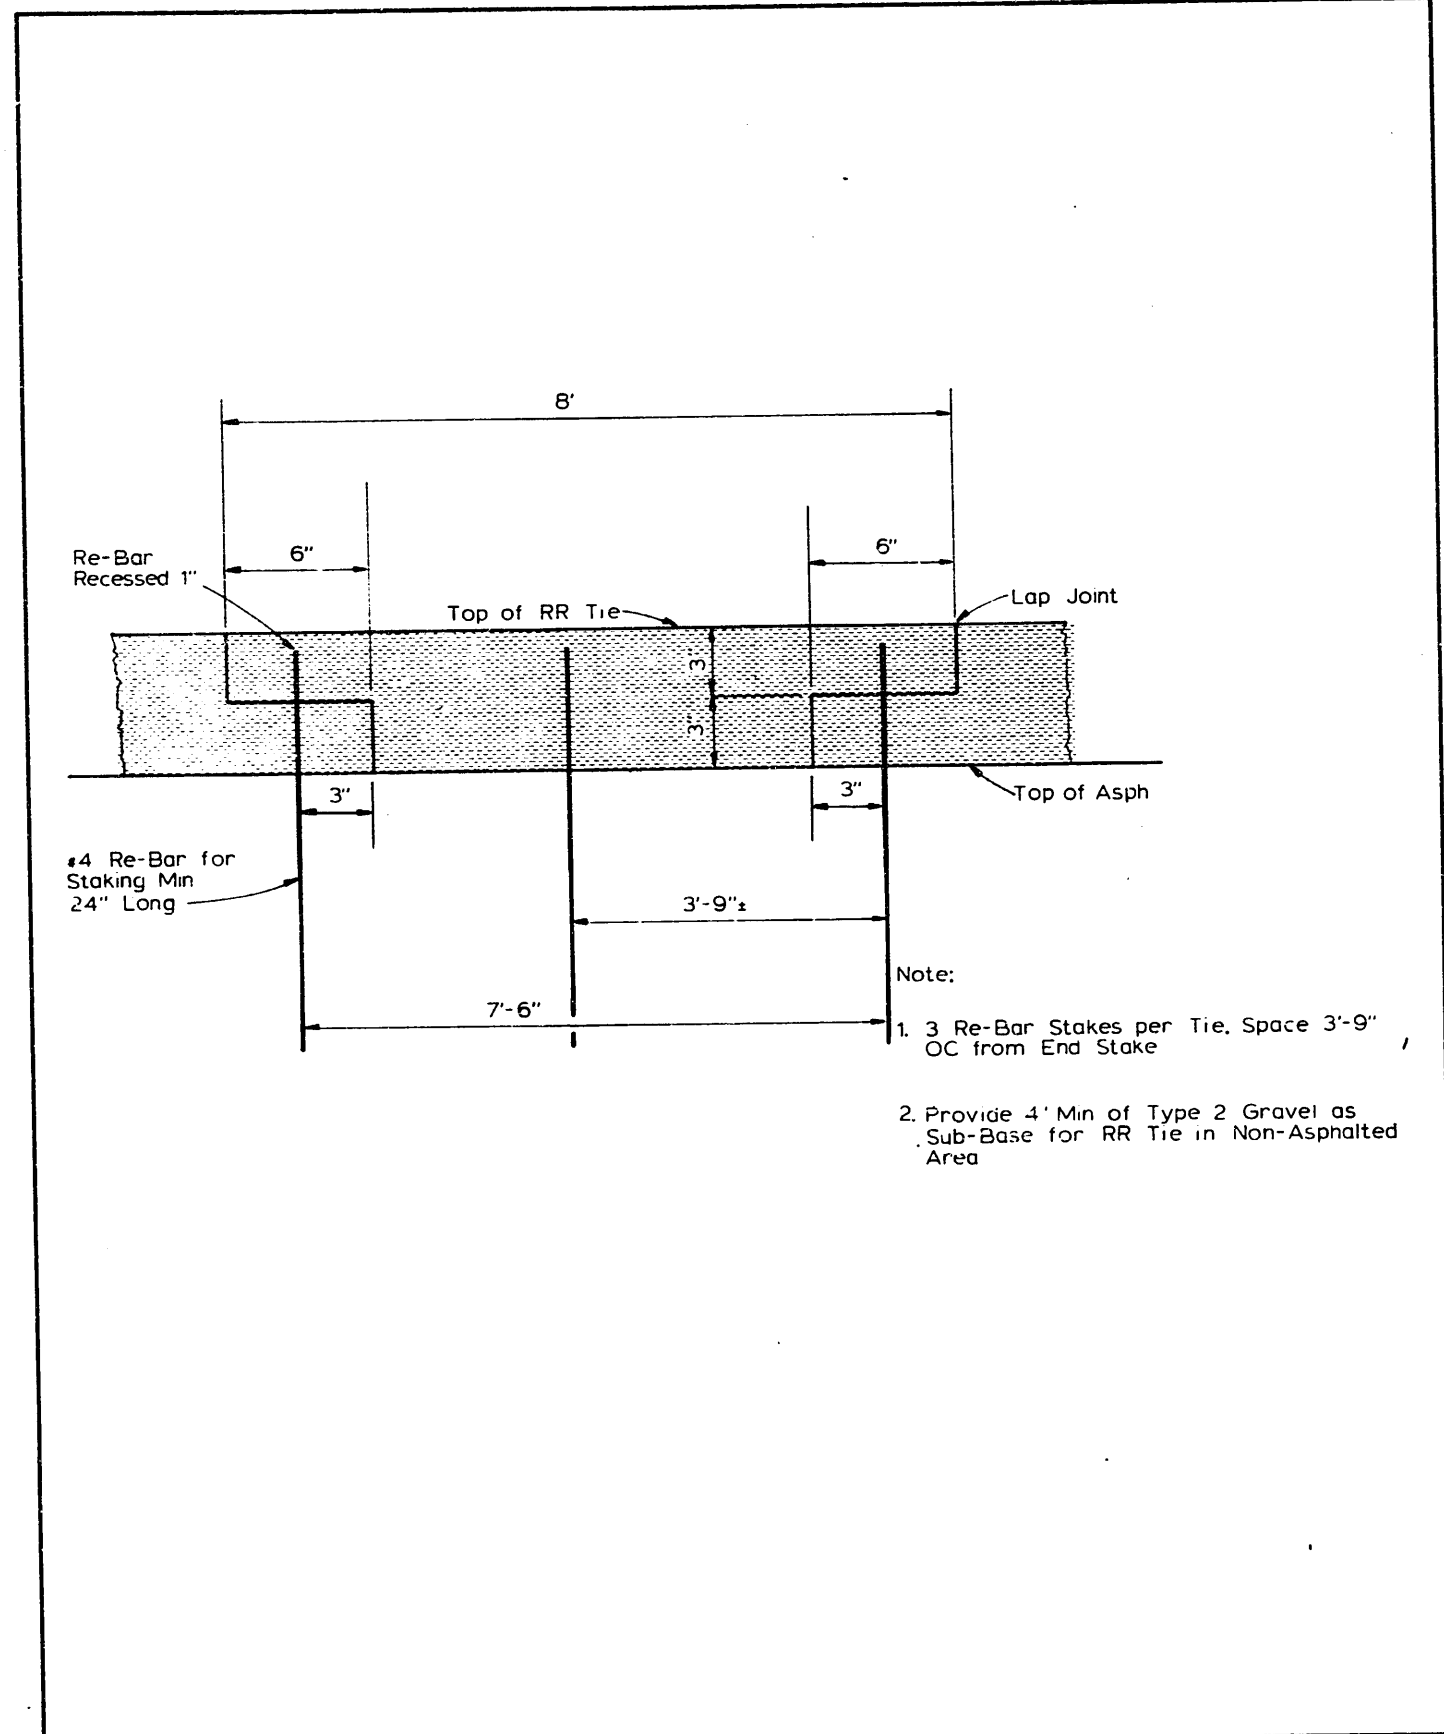 8'
6"
6"
Re-Bar
Recessed 1"
Top of RR Tie
Lap Joint
3"
3"
3"
3"
Top of Asph
#4 Re-Bar for
Staking Min
24" Long
3'-9"±
7'-6"
Note:
1. 3 Re-Bar Stakes per Tie. Space 3'-9"
OC from End Stake
2. Provide 4' Min of Type 2 Gravel as
Sub-Base for RR Tie in Non-Asphalted
Area